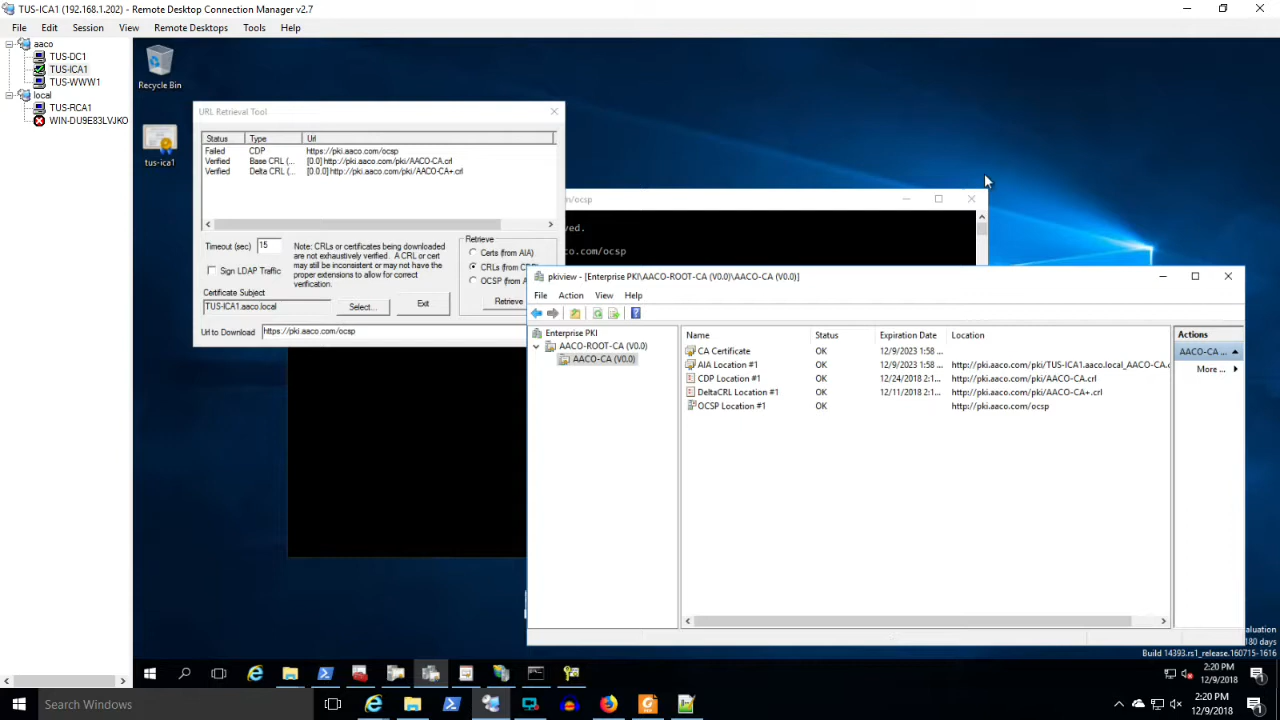 TUS-ICA1 (192.168.1.202) - Remote Desktop Connection Manager v2.7
File Edit Session View Remote Desktops Tools Help
aaco
TUS-DC1
TUS-ICA1
TUS-WWW1
local
TUS-RCA1
WIN-DU9E83LVJKO
Recycle Bin
tus-ica1
URL Retrieval Tool
Status Type Url
Failed CDP https://pki.aaco.com/ocsp
Verified Base CRL (... [0.0] http://pki.aaco.com/pki/AACO-CA.crl
Verified Delta CRL (... [0.0.0] http://pki.aaco.com/pki/AACO-CA+.crl
Timeout (sec) 15
Note: CRLs or certificates being downloaded
are not exhaustively verified. A CRL or cert
may still be inconsistent or may not have the
proper extensions to allow for correct
verification.
Sign LDAP Traffic
Retrieve
Certs (from AIA)
CRLs (from CDP
OCSP (from A
Retrieve
Certificate Subject
TUS-ICA1.aaco.local
Select...
Exit
Url to Download https://pki.aaco.com/ocsp
om/ocsp
ved.
co.com/ocsp
pkiview - [Enterprise PKI\AACO-ROOT-CA (V0.0)\AACO-CA (V0.0)]
File Action View Help
Enterprise PKI
AACO-ROOT-CA (V0.0)
AACO-CA (V0.0)
Name Status Expiration Date Location
CA Certificate OK 12/9/2023 1:58 ...
AIA Location #1 OK 12/9/2023 1:58 ... http://pki.aaco.com/pki/TUS-ICA1.aaco.local_AACO-CA.c
CDP Location #1 OK 12/24/2018 2:1... http://pki.aaco.com/pki/AACO-CA.crl
DeltaCRL Location #1 OK 12/11/2018 2:1... http://pki.aaco.com/pki/AACO-CA+.crl
OCSP Location #1 OK http://pki.aaco.com/ocsp
Actions
AACO-CA ...
More ...
aluation
180 days
Build 14393.rs1_release.160715-1616
2:20 PM
12/9/2018
Search Windows
2:20 PM
12/9/2018